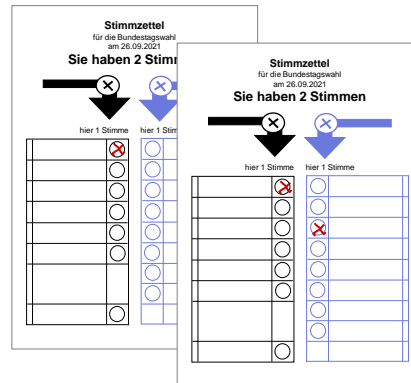 Stimmzettel
für die Bundestagswahl
am 26.09.2021
Sie haben 2 Stimm
hier 1 Stimme hier 1 Stim
Stimmzettel
für die Bundestagswahl
am 26.09.2021
Sie haben 2 Stimmen
hier 1 Stimme hier 1 Stimme